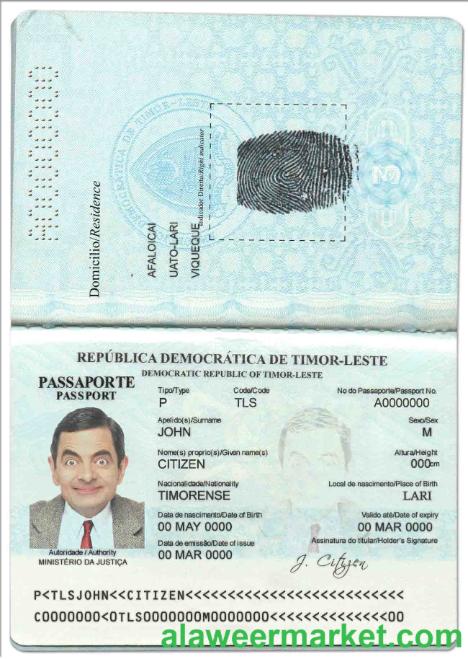 Domicílio/Residence
AFALOICAI
UATO-LARI
VIQUEQUE
Indicador Direito/Right indicator
REPÚBLICA DEMOCRÁTICA DE TIMOR-LESTE
DEMOCRATIC REPUBLIC OF TIMOR-LESTE
PASSAPORTE
PASSPORT
Tipo/Type Code/Code No do Passaporte/Passport No.
P TLS A0000000
Apelido(s)/Surname Sexo/Sex
JOHN M
Nome(s) proprio(s)/Given name(s) Altura/Height
CITIZEN 000cm
Nacionalidade/Nationality Local de nascimento/Place of Birth
TIMORENSE LARI
Data de nascimento/Date of Birth Valido até/Date of expiry
00 MAY 0000 00 MAR 0000
Data de emissão/Date of issue Assinatura do titular/Holder's Signature
00 MAR 0000 J. Citizen
Autoridade / Authority
MINISTÉRIO DA JUSTIÇA
P<TLSJOHN<<CITIZEN<<<<<<<<<<<<<<<<<<<<<<<<<<
C0000000<0TLS0000000M0000000<<<<<<<<<<<<<<00
alaweermarket.com